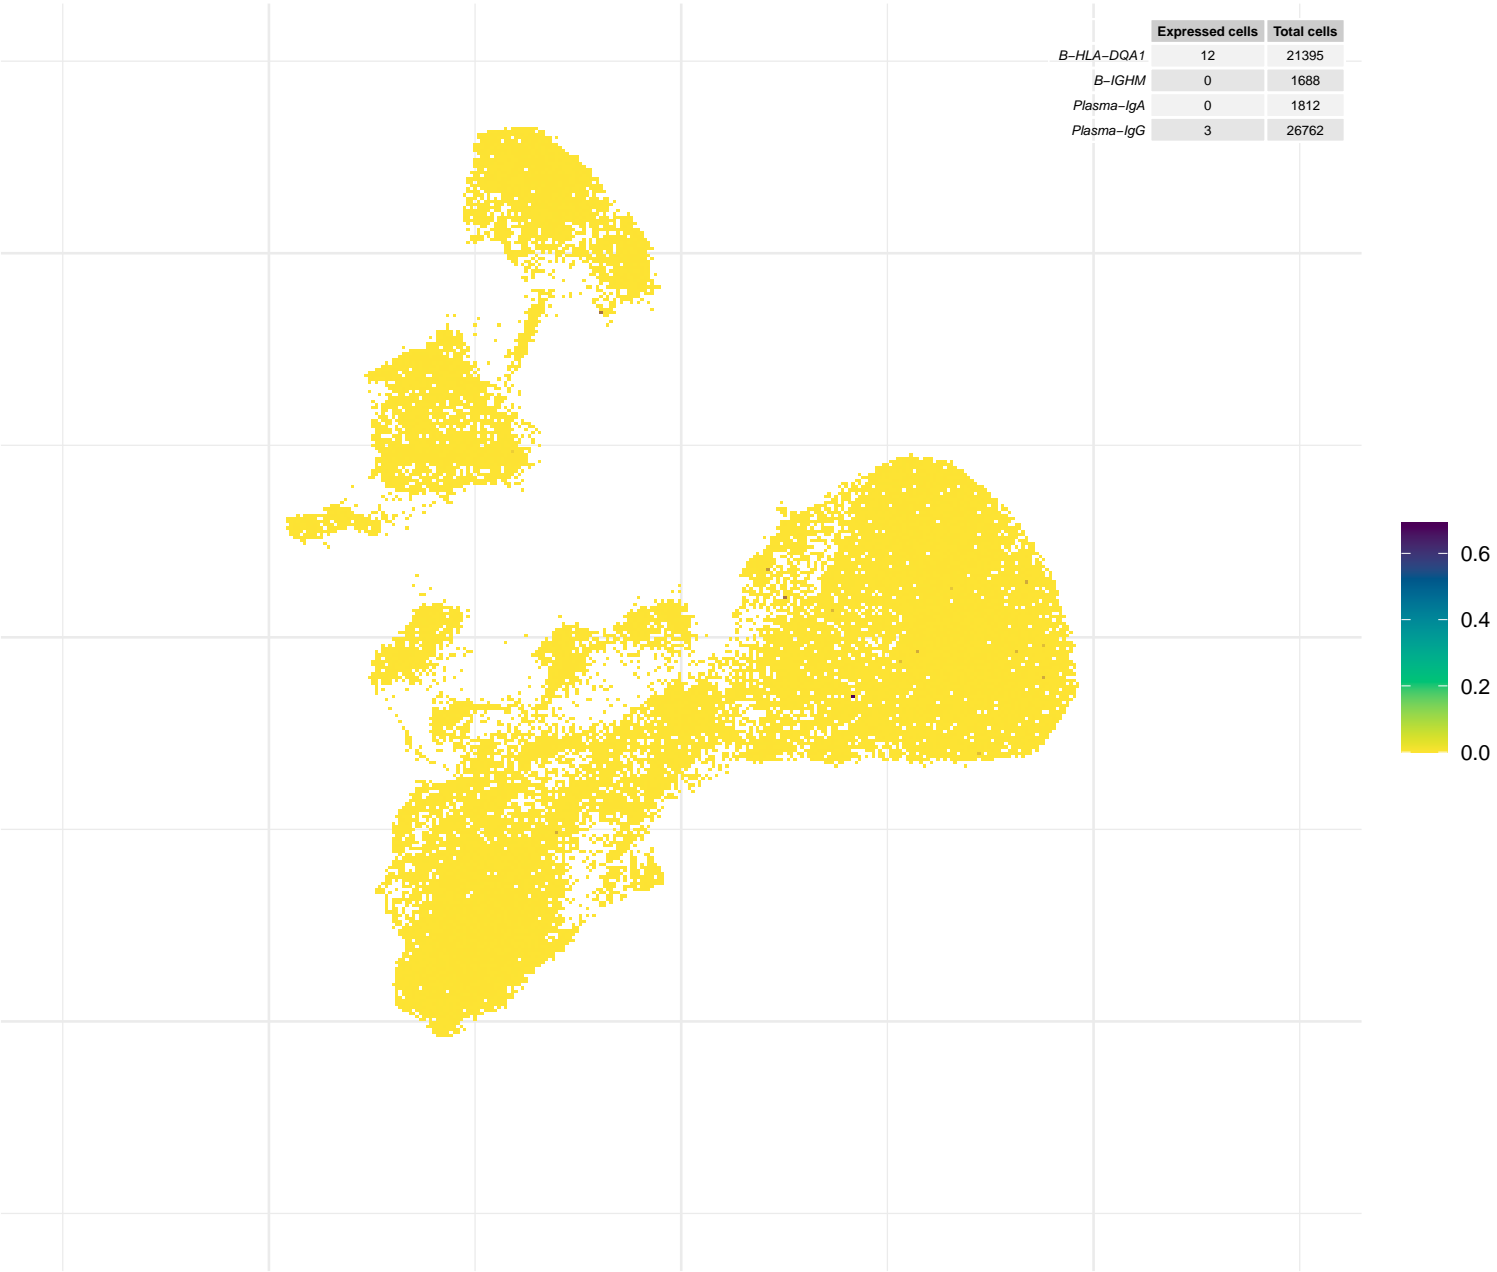 Expressed cells Total cells
B−HLA−DQA1 12 21395
B−IGHM 0 1688
Plasma−IgA 0 1812
Plasma−IgG 3 26762
0.6
0.4
0.2
0.0